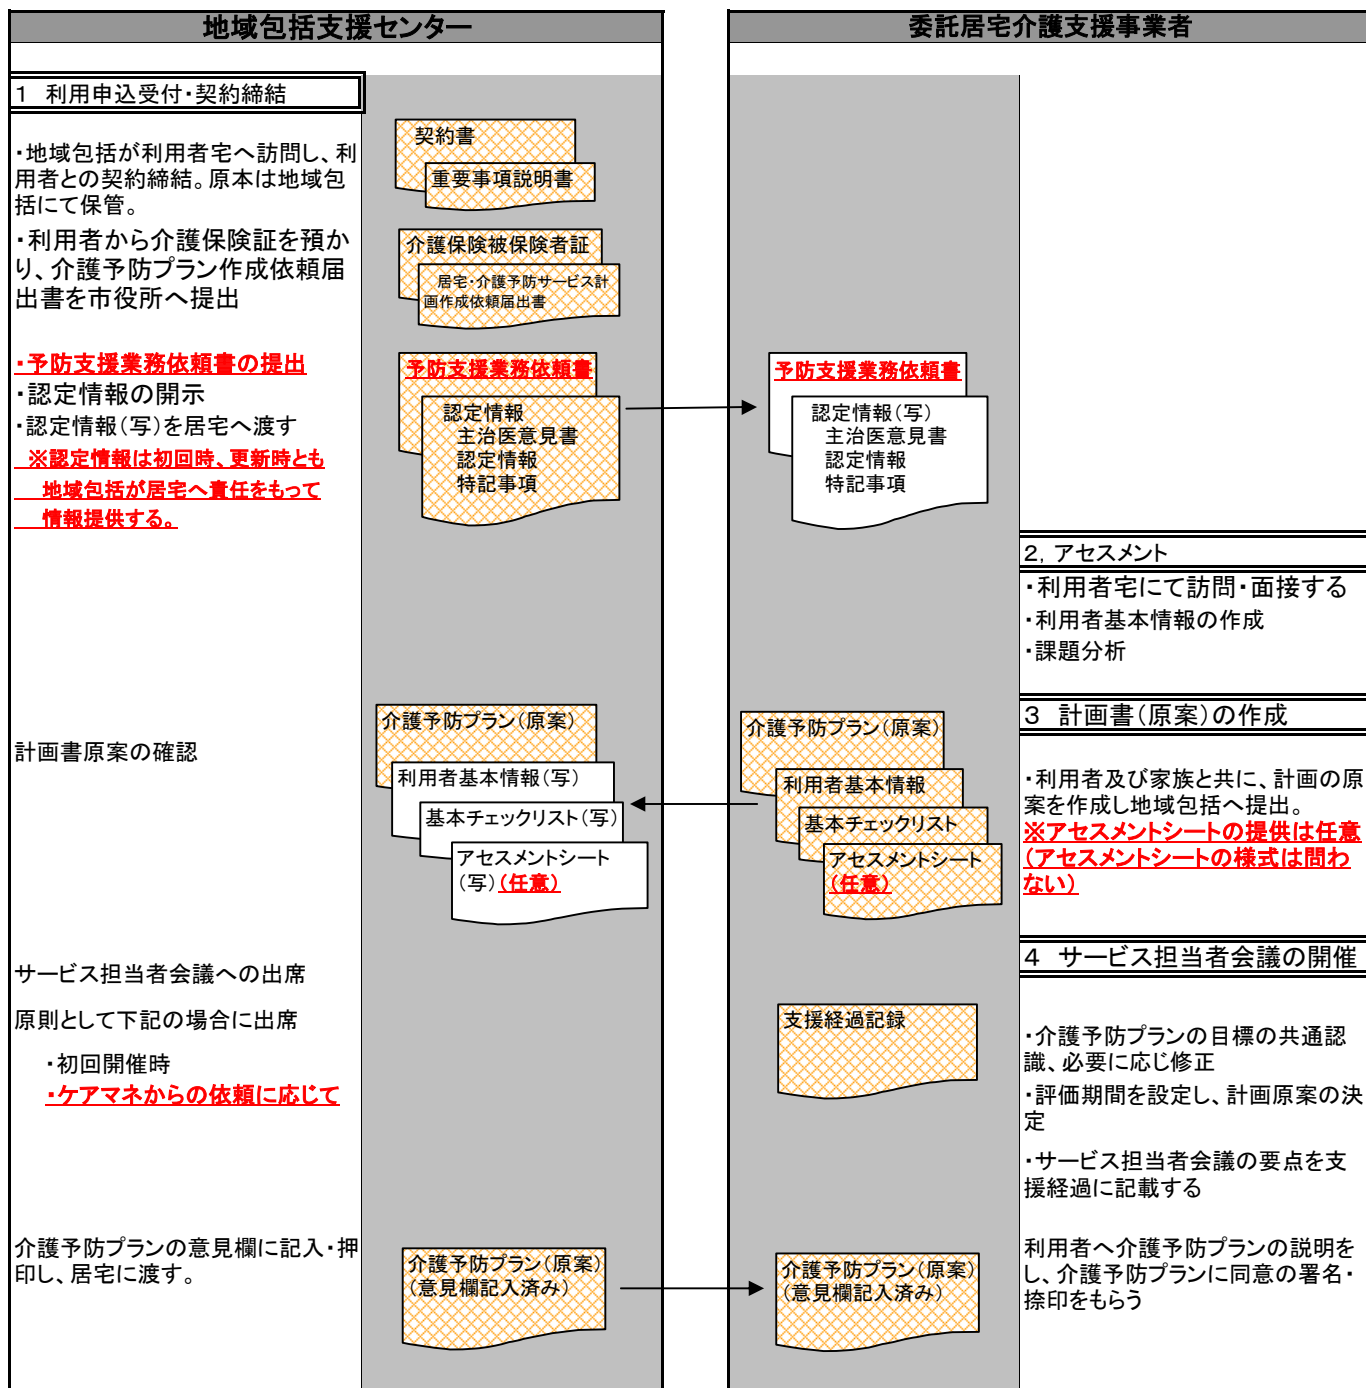 地域包括支援センター
委託居宅介護支援事業者
1　利用申込受付・契約締結
・地域包括が利用者宅へ訪問し、利
用者との契約締結。原本は地域包
括にて保管。
・利用者から介護保険証を預か
り、介護予防プラン作成依頼届
出書を市役所へ提出
契約書
重要事項説明書
介護保険被保険者証
居宅・介護予防サービス計
画作成依頼届出書
・予防支援業務依頼書の提出
・認定情報の開示
・認定情報(写)を居宅へ渡す
※認定情報は初回時、更新時とも
地域包括が居宅へ責任をもって
情報提供する。
予防支援業務依頼書
認定情報
主治医意見書
認定情報
特記事項
予防支援業務依頼書
認定情報(写)
主治医意見書
認定情報
特記事項
2, アセスメント
・利用者宅にて訪問・面接する
・利用者基本情報の作成
・課題分析
計画書原案の確認
介護予防プラン(原案)
利用者基本情報(写)
基本チェックリスト(写)
アセスメントシート
(写)(任意)
介護予防プラン(原案)
利用者基本情報
基本チェックリスト
アセスメントシート
(任意)
3　計画書(原案)の作成
・利用者及び家族と共に、計画の原
案を作成し地域包括へ提出。
※アセスメントシートの提供は任意
(アセスメントシートの様式は問わ
ない)
サービス担当者会議への出席
原則として下記の場合に出席
・初回開催時
・ケアマネからの依頼に応じて
支援経過記録
4　サービス担当者会議の開催
・介護予防プランの目標の共通認
識、必要に応じ修正
・評価期間を設定し、計画原案の決
定
・サービス担当者会議の要点を支
援経過に記載する
介護予防プランの意見欄に記入・押
印し、居宅に渡す。
介護予防プラン(原案)
(意見欄記入済み)
介護予防プラン(原案)
(意見欄記入済み)
利用者へ介護予防プランの説明を
し、介護予防プランに同意の署名・
捺印をもらう